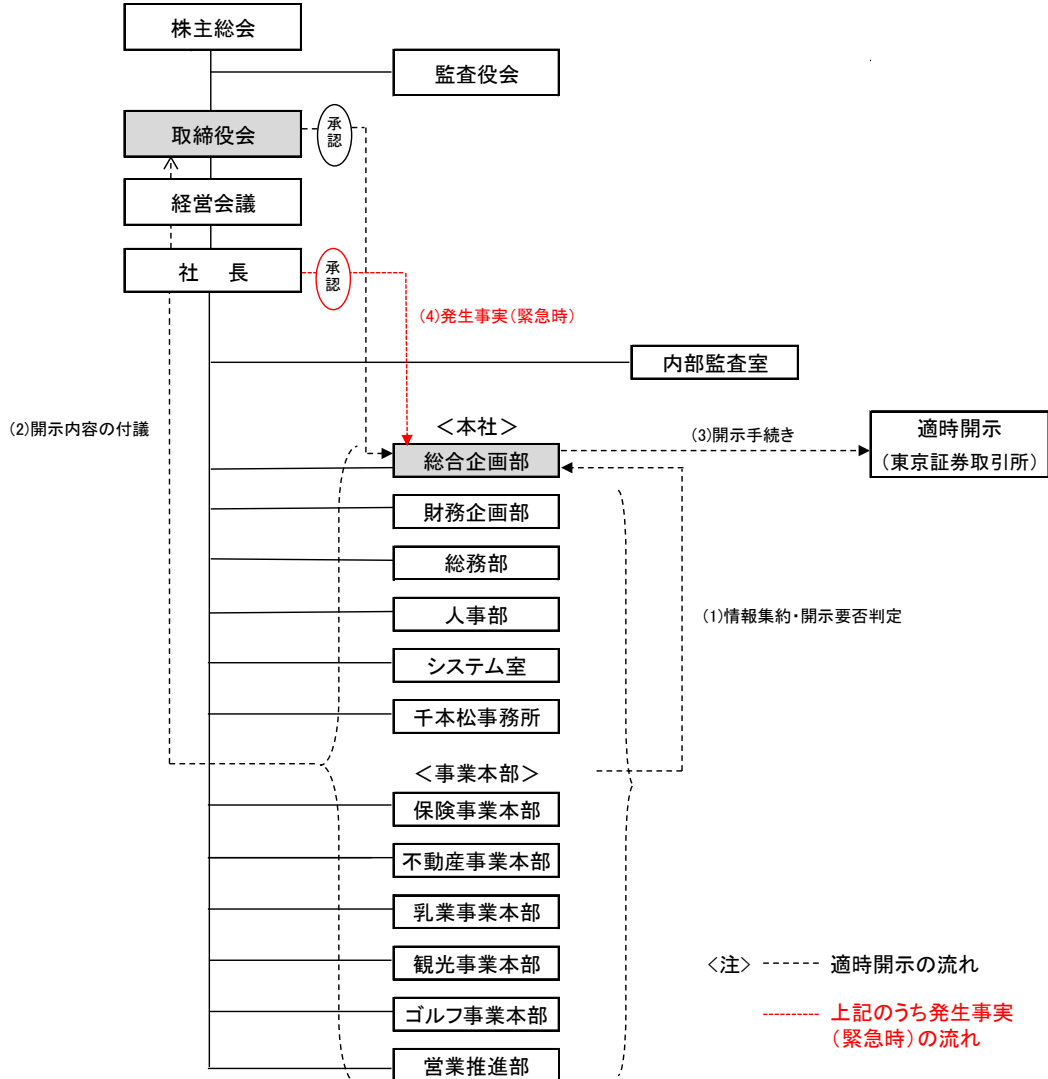 株主総会
監査役会
取締役会
承認
経営会議
社　長
承認
(4)発生事実(緊急時)
内部監査室
(2)開示内容の付議
＜本社＞
(3)開示手続き
適時開示
(東京証券取引所)
総合企画部
財務企画部
総務部
人事部
(1)情報集約・開示要否判定
システム室
千本松事務所
＜事業本部＞
保険事業本部
不動産事業本部
乳業事業本部
観光事業本部
ゴルフ事業本部
営業推進部
＜注＞ 適時開示の流れ
上記のうち発生事実
(緊急時)の流れ